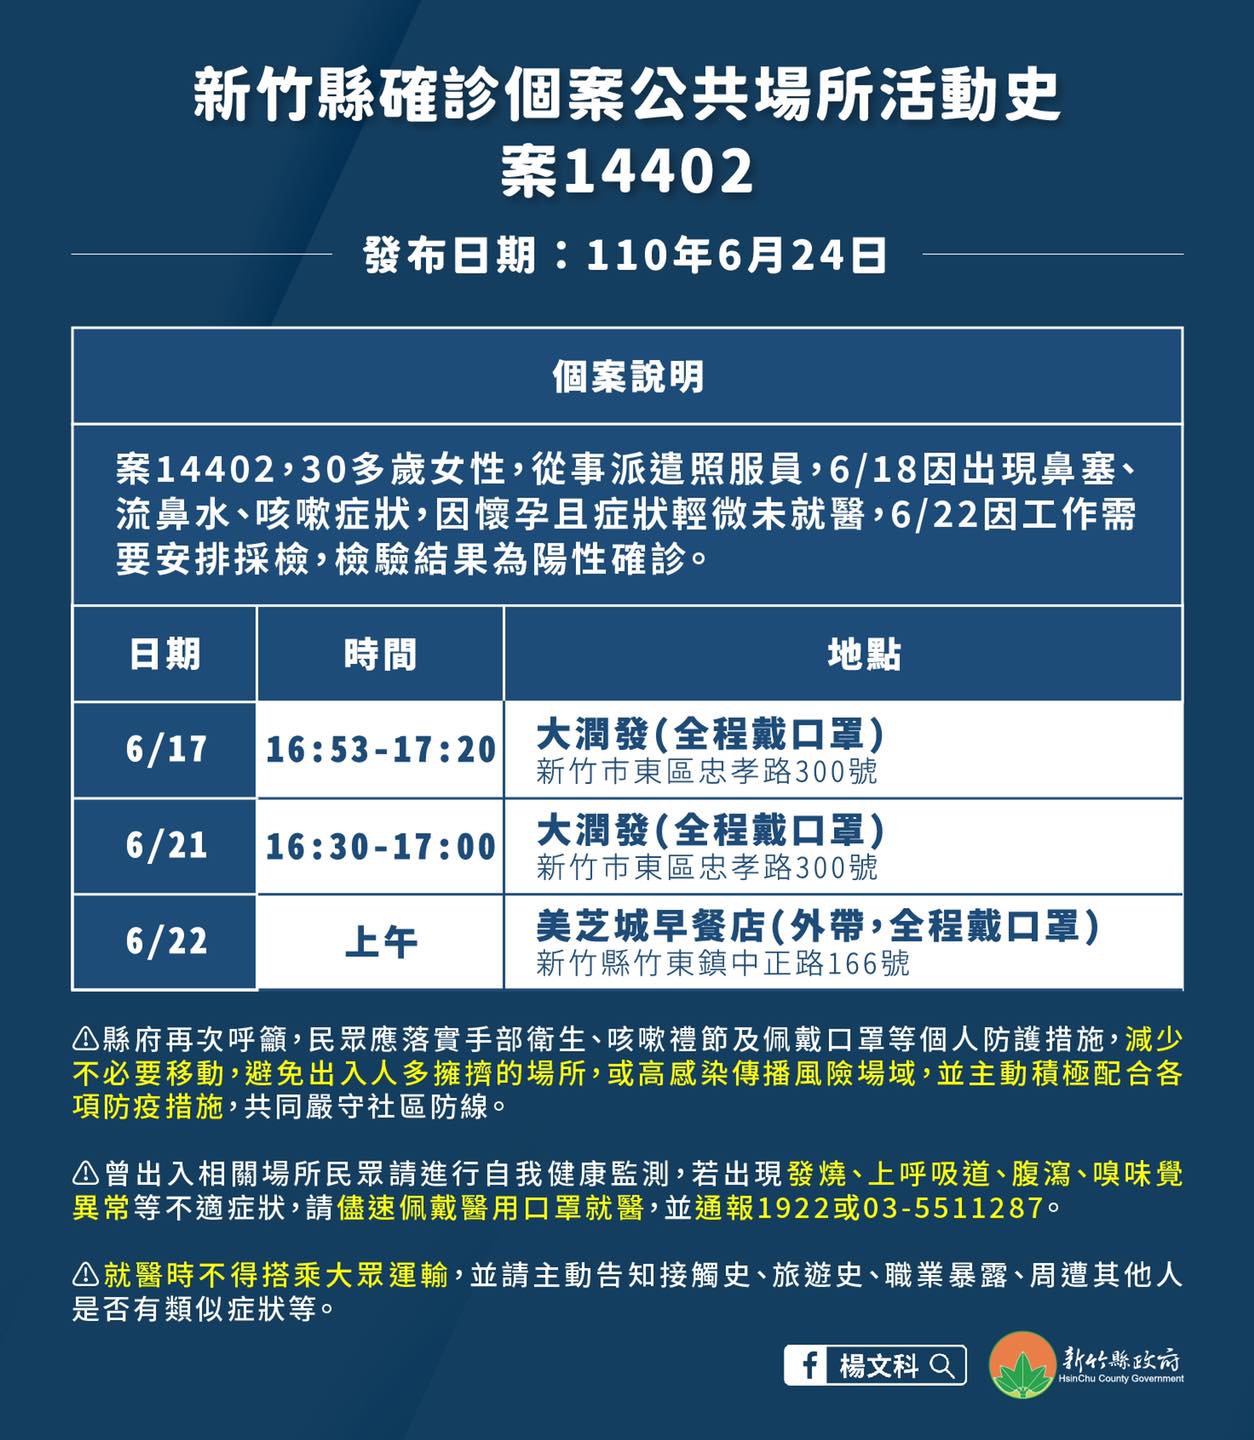 新竹縣確診個案公共場所活動史
案14402
發布日期：110年6月24日
個案說明
案14402，30多歲女性，從事派遣照服員，6/18因出現鼻塞、
流鼻水、咳嗽症狀，因懷孕且症狀輕微未就醫，6/22因工作需
要安排採檢，檢驗結果為陽性確診。
日期 時間 地點
6/17 16:53-17:20 大潤發(全程戴口罩)
新竹市東區忠孝路300號
6/21 16:30-17:00 大潤發(全程戴口罩)
新竹市東區忠孝路300號
6/22 上午 美芝城早餐店(外帶，全程戴口罩)
新竹縣竹東鎮中正路166號
⚠縣府再次呼籲，民眾應落實手部衛生、咳嗽禮節及佩戴口罩等個人防護措施，減少
不必要移動，避免出入人多擁擠的場所，或高感染傳播風險場域，並主動積極配合各
項防疫措施，共同嚴守社區防線。
⚠曾出入相關場所民眾請進行自我健康監測，若出現發燒、上呼吸道、腹瀉、嗅味覺
異常等不適症狀，請儘速佩戴醫用口罩就醫，並通報1922或03-5511287。
⚠就醫時不得搭乘大眾運輸，並請主動告知接觸史、旅遊史、職業暴露、周遭其他人
是否有類似症狀等。
f 楊文科
新竹縣政府
HsinChu County Government